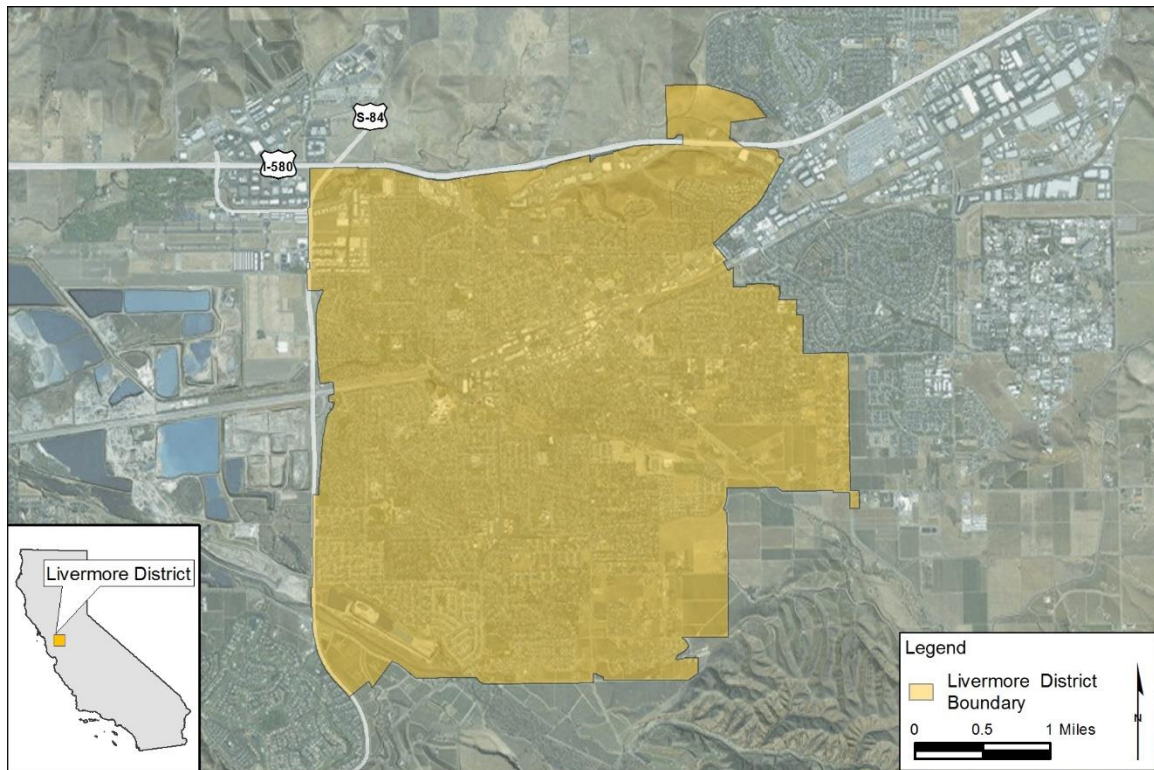 S-84
I-580
Livermore District
Legend
Livermore District
Boundary
0 0.5 1 Miles
N